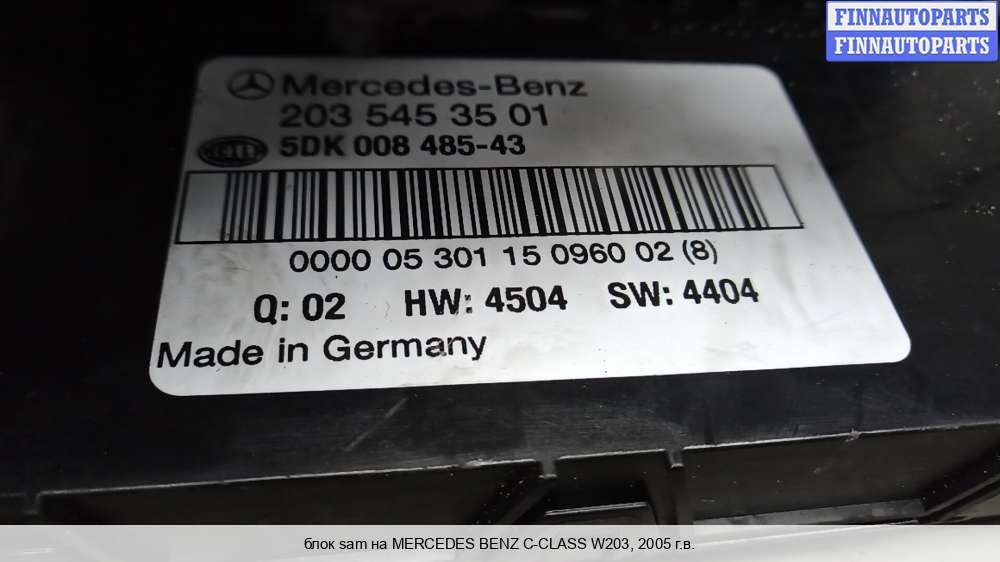 FINNAUTOPARTS
FINNAUTOPARTS
Mercedes-Benz
203 545 35 01
HELLA 5DK 008 485-43
0000 05 301 15 0960 02 (8)
Q: 02 HW: 4504 SW: 4404
Made in Germany
блок sam на MERCEDES BENZ C-CLASS W203, 2005 г.в.